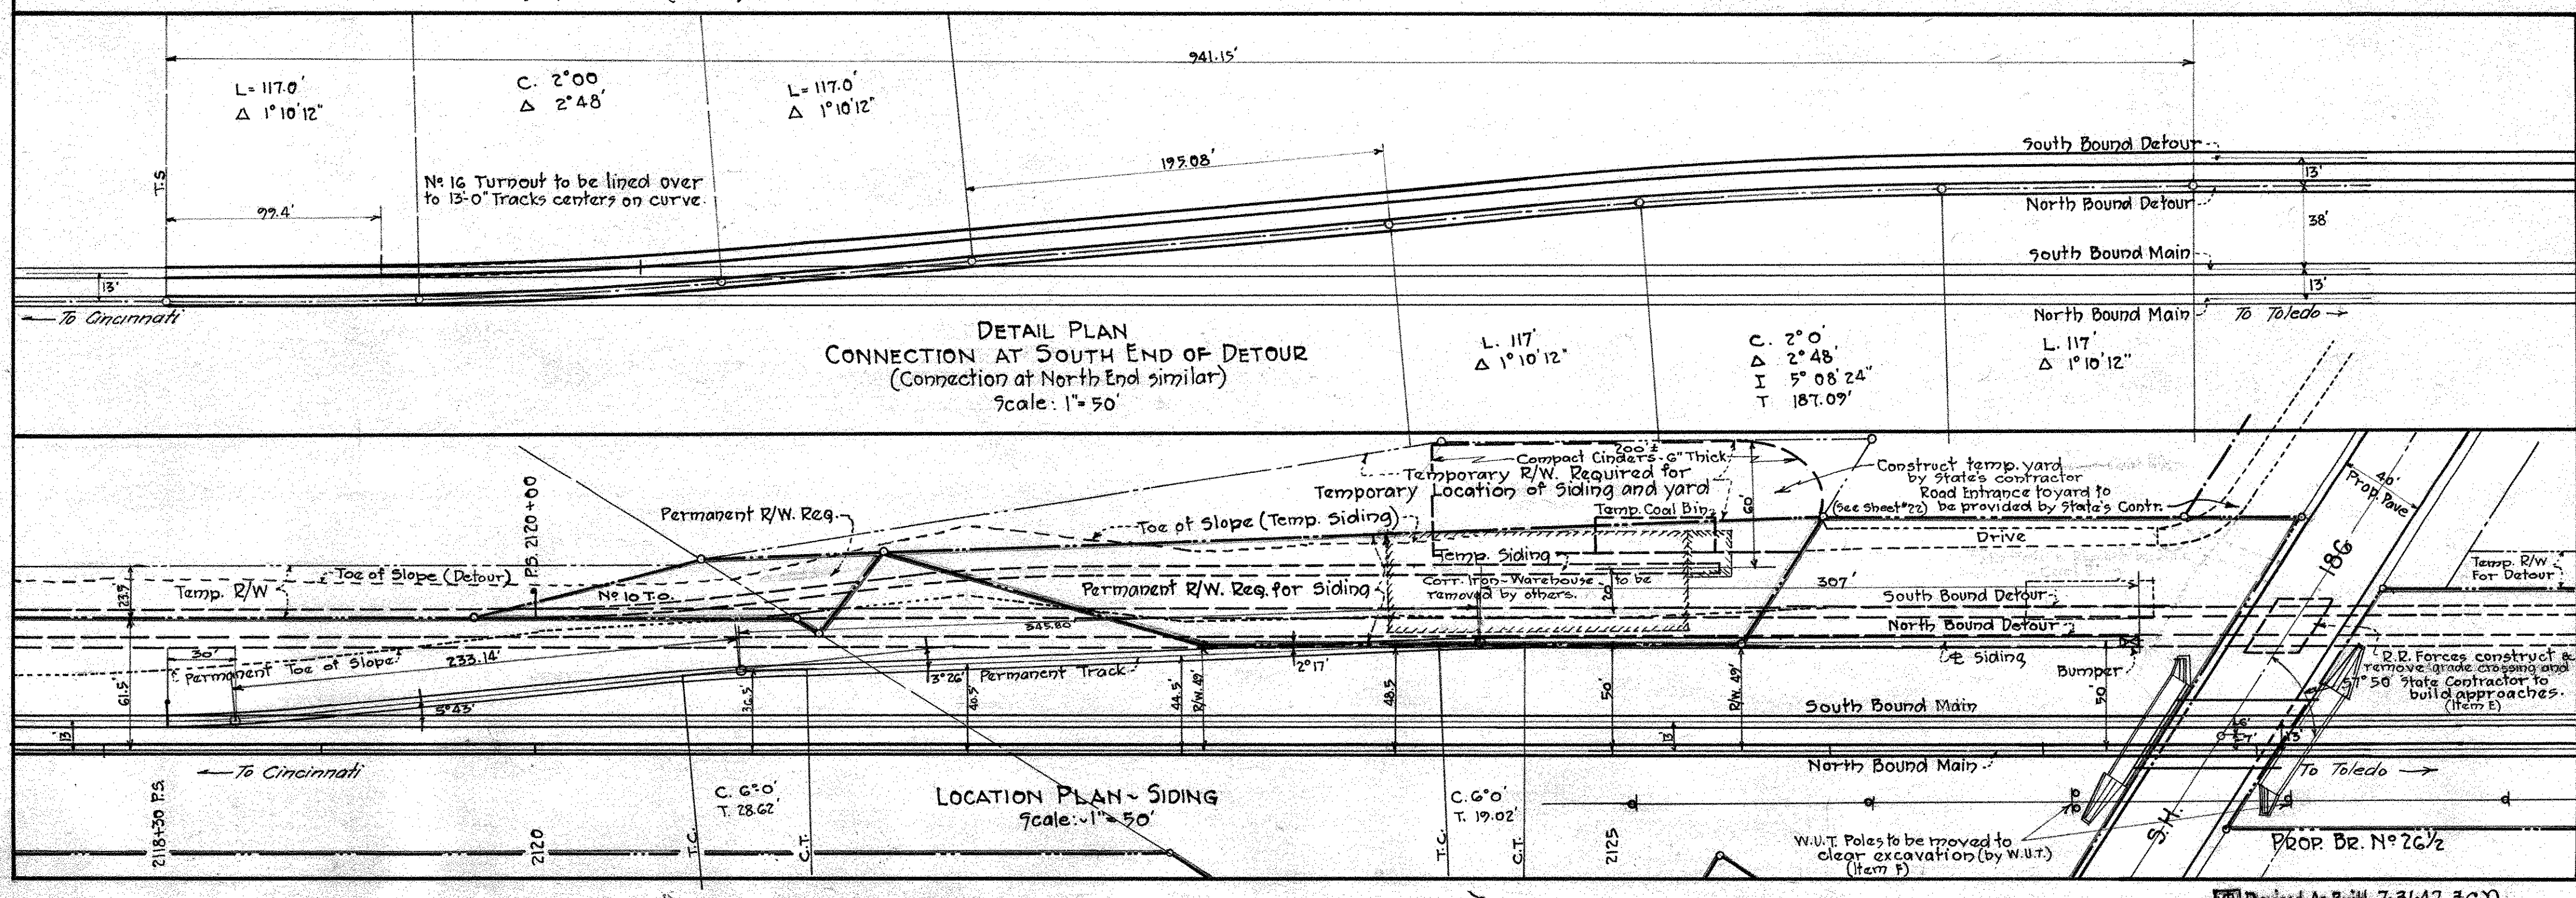 941.15'
L= 117.0'
Δ 1°10'12"
C. 2°00
Δ 2°48'
L= 117.0'
Δ 1°10'12"
T.S.
No 16 Turnout to be lined over
to 13'-0" Tracks centers on curve.
99.4'
195.08'
South Bound Detour
13'
North Bound Detour
38'
South Bound Main
13'
North Bound Main
To Toledo
13'
To Cincinnati
DETAIL PLAN
CONNECTION AT SOUTH END OF DETOUR
(Connection at North End similar)
Scale: 1"= 50'
L. 117'
Δ 1°10'12"
C. 2°0'
Δ 2°48'
I 5°08'24"
T 187.09'
L. 117'
Δ 1°10'12"
200'±
Compact Cinders - 6" Thick
Temporary R/W. Required for
Temporary Location of Siding and yard
60'
Construct temp. yard
by State's contractor
Road Entrance to yard to
(See Sheet #22) be provided by State's Contr.
40'
Prop. Pave
P.S. 2120+00
Permanent R/W. Req.
Toe of Slope (Temp. Siding)
Temp. Coal Bin
Drive
186
Temp. R/W
For Detour
23.5'
Temp. R/W
Toe of Slope (Detour)
No 10 T.O.
Temp. Siding
Permanent R/W. Req. for Siding
Corr. Iron - Warehouse - to be
removed by others.
20'
307'
South Bound Detour
North Bound Detour
℄ Siding
Bumper
R.R. Forces construct &
remove grade crossing and
57°50' State Contractor to
build approaches.
(Item E)
30'
Permanent Toe of Slope
233.14'
345.80'
3°26'
Permanent Track
2°17'
61.5'
5°43'
36.5'
40.5'
44.5'
R/W 49'
48.5
50'
R/W 49'
50'
South Bound Main
13'
13'
6'
7'
13'
To Cincinnati
North Bound Main
To Toledo
2118+30 P.S.
2120
T.C.
C. 6°0'
T. 28.62'
C.T.
LOCATION PLAN ~ SIDING
Scale:~1"= 50'
C. 6°0'
T. 19.02'
T.C.
C.T.
2125
W.U.T. Poles to be moved to
clear excavation (by W.U.T.)
(Item F)
S.H.
PROP. BR. No 26½